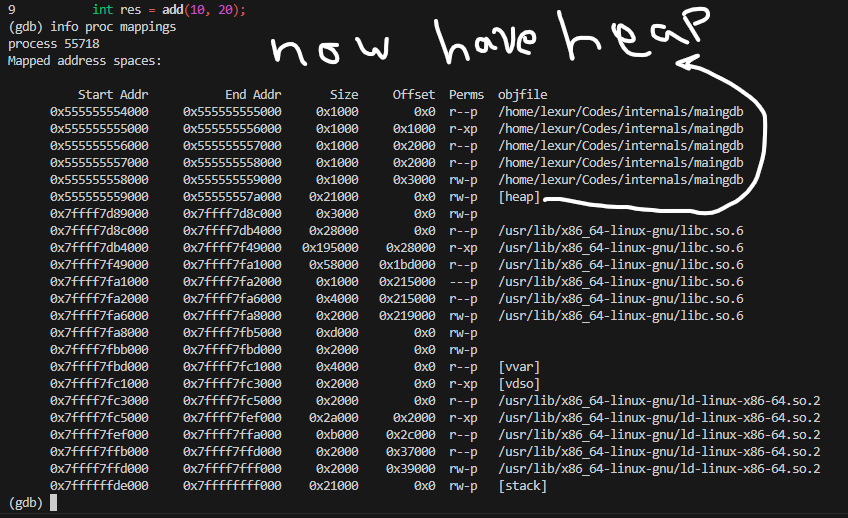 9          int res = add(10, 20);
(gdb) info proc mappings
process 55718
now have heap
Mapped address spaces:
Start Addr           End Addr       Size     Offset  Perms  objfile
0x555555554000     0x555555555000     0x1000        0x0  r--p   /home/lexur/Codes/internals/maingdb
0x555555555000     0x555555556000     0x1000     0x1000  r-xp   /home/lexur/Codes/internals/maingdb
0x555555556000     0x555555557000     0x1000     0x2000  r--p   /home/lexur/Codes/internals/maingdb
0x555555557000     0x555555558000     0x1000     0x2000  r--p   /home/lexur/Codes/internals/maingdb
0x555555558000     0x555555559000     0x1000     0x3000  rw-p   /home/lexur/Codes/internals/maingdb
0x555555559000     0x55555557a000    0x21000        0x0  rw-p   [heap]
0x7ffff7d89000     0x7ffff7d8c000     0x3000        0x0  rw-p
0x7ffff7d8c000     0x7ffff7db4000    0x28000        0x0  r--p   /usr/lib/x86_64-linux-gnu/libc.so.6
0x7ffff7db4000     0x7ffff7f49000   0x195000    0x28000  r-xp   /usr/lib/x86_64-linux-gnu/libc.so.6
0x7ffff7f49000     0x7ffff7fa1000    0x58000   0x1bd000  r--p   /usr/lib/x86_64-linux-gnu/libc.so.6
0x7ffff7fa1000     0x7ffff7fa2000     0x1000   0x215000  ---p   /usr/lib/x86_64-linux-gnu/libc.so.6
0x7ffff7fa2000     0x7ffff7fa6000     0x4000   0x215000  r--p   /usr/lib/x86_64-linux-gnu/libc.so.6
0x7ffff7fa6000     0x7ffff7fa8000     0x2000   0x219000  rw-p   /usr/lib/x86_64-linux-gnu/libc.so.6
0x7ffff7fa8000     0x7ffff7fb5000     0xd000        0x0  rw-p
0x7ffff7fbb000     0x7ffff7fbd000     0x2000        0x0  rw-p
0x7ffff7fbd000     0x7ffff7fc1000     0x4000        0x0  r--p   [vvar]
0x7ffff7fc1000     0x7ffff7fc3000     0x2000        0x0  r-xp   [vdso]
0x7ffff7fc3000     0x7ffff7fc5000     0x2000        0x0  r--p   /usr/lib/x86_64-linux-gnu/ld-linux-x86-64.so.2
0x7ffff7fc5000     0x7ffff7fef000    0x2a000     0x2000  r-xp   /usr/lib/x86_64-linux-gnu/ld-linux-x86-64.so.2
0x7ffff7fef000     0x7ffff7ffa000     0xb000    0x2c000  r--p   /usr/lib/x86_64-linux-gnu/ld-linux-x86-64.so.2
0x7ffff7ffb000     0x7ffff7ffd000     0x2000    0x37000  r--p   /usr/lib/x86_64-linux-gnu/ld-linux-x86-64.so.2
0x7ffff7ffd000     0x7ffff7fff000     0x2000    0x39000  rw-p   /usr/lib/x86_64-linux-gnu/ld-linux-x86-64.so.2
0x7ffffffde000     0x7ffffffff000    0x21000        0x0  rw-p   [stack]
(gdb)